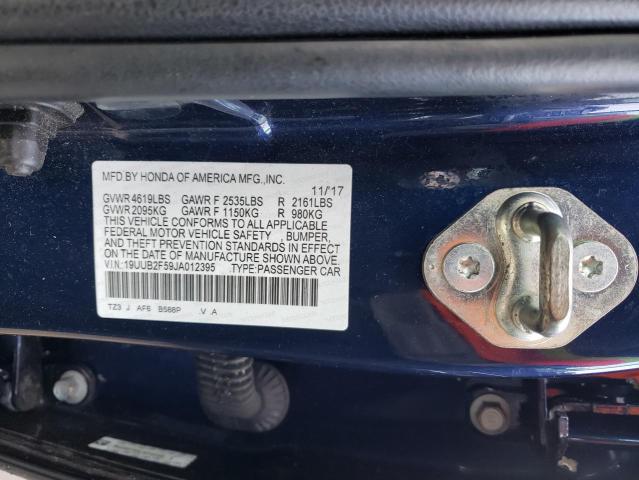 MFD.BY HONDA OF AMERICA MFG.,INC.
11/17
GVWR 4619LBS GAWR F 2535LBS R 2161LBS
GVWR 2095KG GAWR F 1150KG R 980KG
THIS VEHICLE CONFORMS TO ALL APPLICABLE
FEDERAL MOTOR VEHICLE SAFETY , BUMPER,
AND THEFT PREVENTION STANDARDS IN EFFECT
ON THE DATE OF MANUFACTURE SHOWN ABOVE.
V.I.N.:19UUB2F59JA012395 .TYPE:PASSENGER CAR
TZ3 J AF6 B588P .V .A